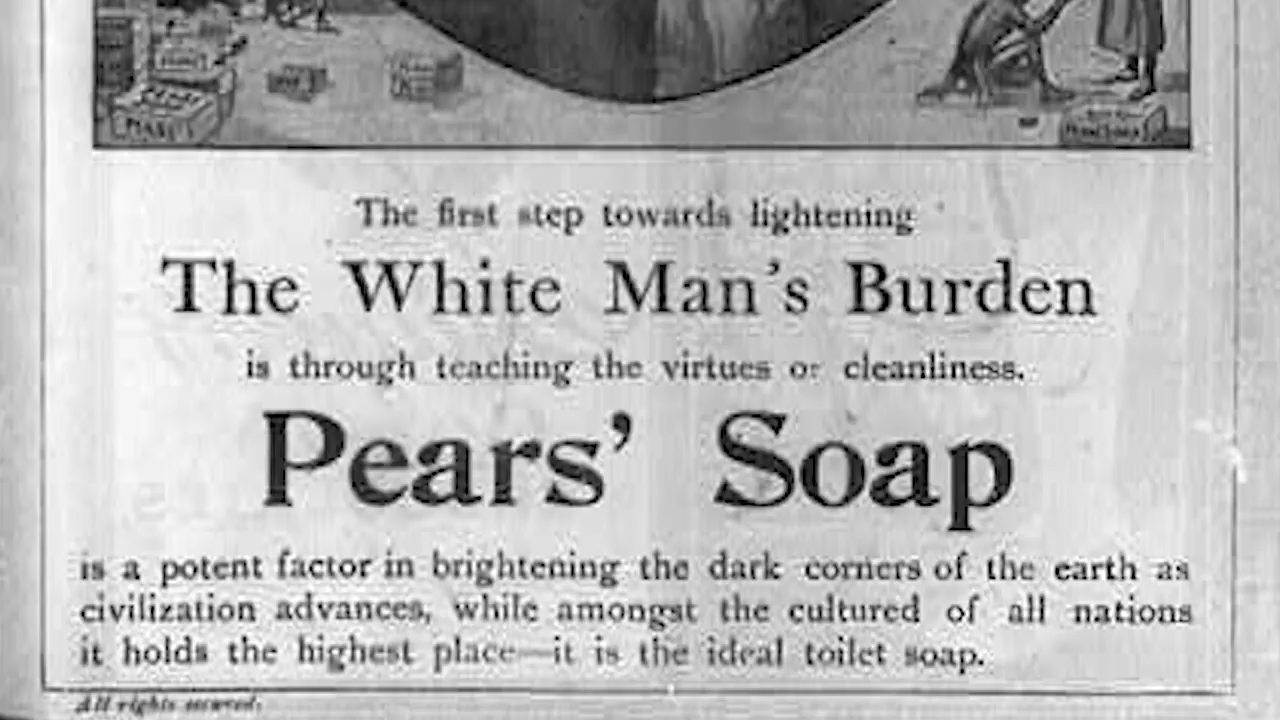 The first step towards lightening
The White Man's Burden
is through teaching the virtues of cleanliness.
Pears' Soap
is a potent factor in brightening the dark corners of the earth as
civilization advances, while amongst the cultured of all nations
it holds the highest place—it is the ideal toilet soap.
All rights secured.